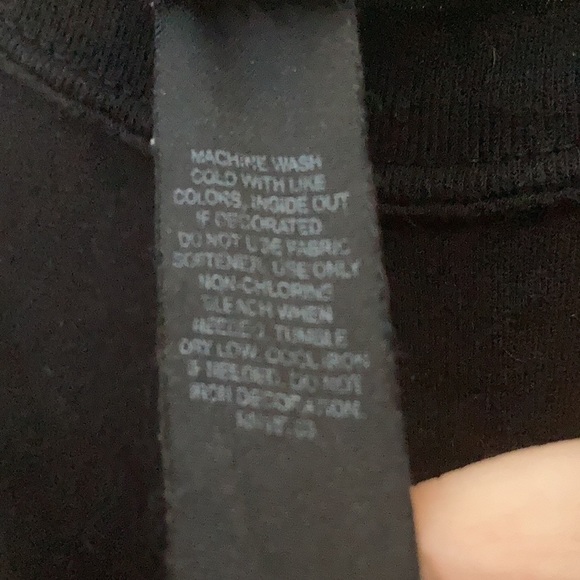 MACHINE WASH
COLD WITH LIKE
COLORS, INSIDE OUT
IF DECORATED.
DO NOT USE FABRIC
SOFTENER. USE ONLY
NON-CHLORINE
BLEACH WHEN
NEEDED. TUMBLE
DRY LOW. COOL IRON
IF NEEDED. DO NOT
IRON DECORATION.